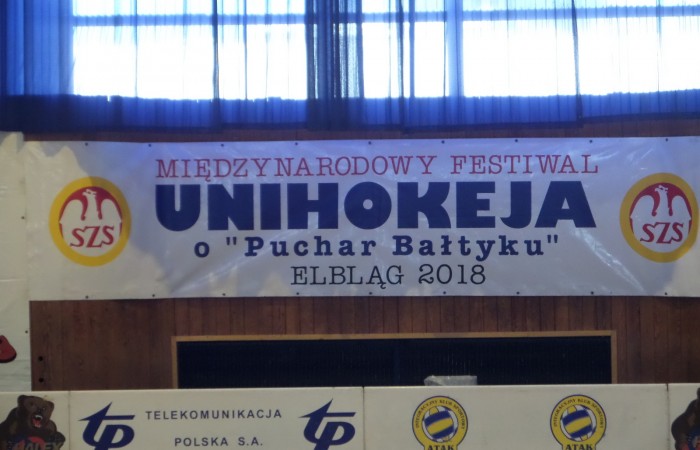 MIĘDZYNARODOWY FESTIWAL
UNIHOKEJA
o "Puchar Bałtyku"
ELBLĄG 2018
SZS
SZS
TP
TELEKOMUNIKACJA
POLSKA S.A.
TP
ATAK
ATAK